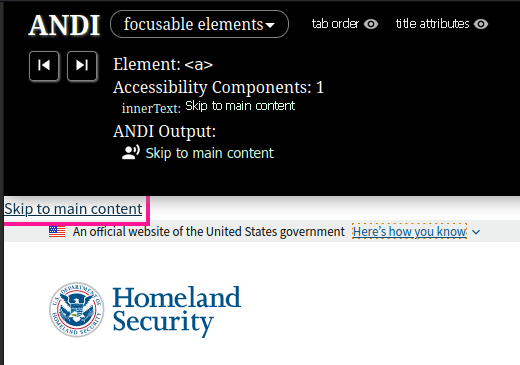 ANDI focusable elements tab order title attributes
Element: <a>
Accessibility Components: 1
innerText: Skip to main content
ANDI Output:
Skip to main content
Skip to main content
An official website of the United States government Here's how you know
U.S. DEPARTMENT OF HOMELAND SECURITY
Homeland
Security